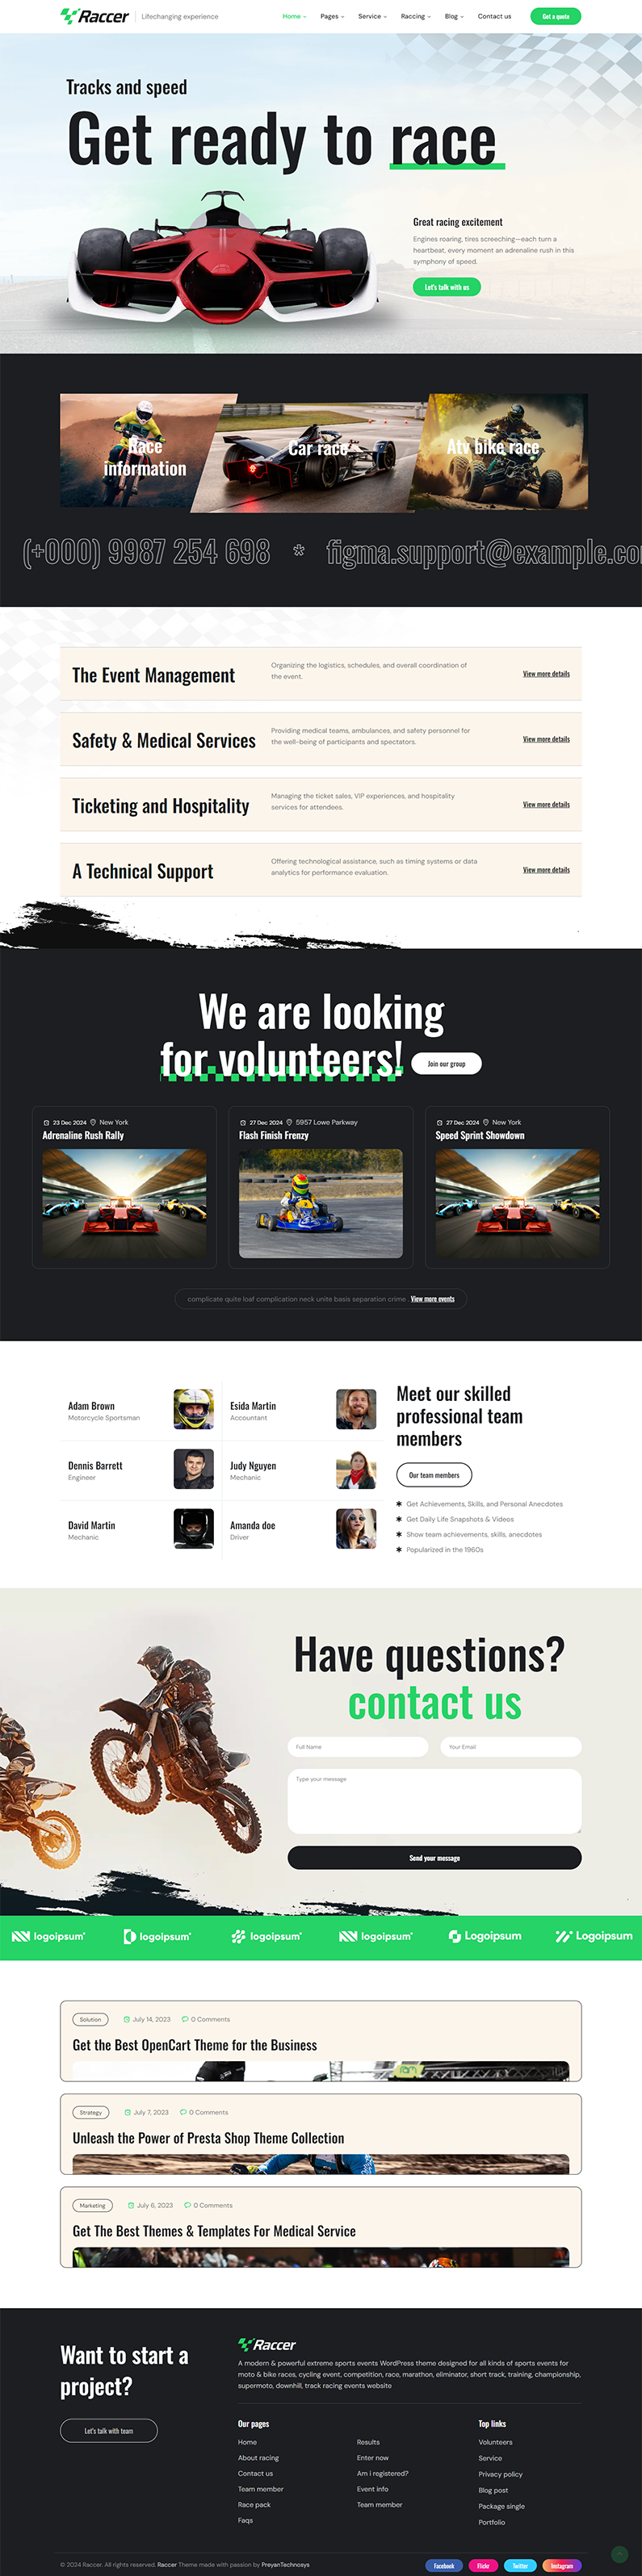 Raccer
Lifechanging experience
Home
Pages
Service
Raccing
Blog
Contact us
Get a quote
Tracks and speed
Get ready to race
Great racing excitement
Engines roaring, tires screeching—each turn a
heartbeat, every moment an adrenaline rush in this
symphony of speed.
Let's talk with us
Race
information
Car race
Atv bike race
(+000) 9987 254 698 * figma.support@example.co
The Event Management
Organizing the logistics, schedules, and overall coordination of
the event.
View more details
Safety & Medical Services
Providing medical teams, ambulances, and safety personnel for
the well-being of participants and spectators.
View more details
Ticketing and Hospitality
Managing the ticket sales, VIP experiences, and hospitality
services for attendees.
View more details
A Technical Support
Offering technological assistance, such as timing systems or data
analytics for performance evaluation.
View more details
We are looking
for volunteers!
Join our group
23 Dec 2024 New York
Adrenaline Rush Rally
27 Dec 2024 5957 Lowe Parkway
Flash Finish Frenzy
27 Dec 2024 New York
Speed Sprint Showdown
complicate quite loaf complication neck unite basis separation crime View more events
Adam Brown
Motorcycle Sportsman
Esida Martin
Accountant
Dennis Barrett
Engineer
Judy Nguyen
Mechanic
David Martin
Mechanic
Amanda doe
Driver
Meet our skilled
professional team
members
Our team members
Get Achievements, Skills, and Personal Anecdotes
Get Daily Life Snapshots & Videos
Show team achievements, skills, anecdotes
Popularized in the 1960s
Have questions?
contact us
Full Name
Your Email
Type your message
Send your message
logoipsum
logoipsum
logoipsum
logoipsum
Logoipsum
Logoipsum
Solution
July 14, 2023
0 Comments
Get the Best OpenCart Theme for the Business
Strategy
July 7, 2023
0 Comments
Unleash the Power of Presta Shop Theme Collection
Marketing
July 6, 2023
0 Comments
Get The Best Themes & Templates For Medical Service
Want to start a
project?
Let's talk with team
Raccer
A modern & powerful extreme sports events WordPress theme designed for all kinds of sports events for
moto & bike races, cycling event, competition, race, marathon, eliminator, short track, training, championship,
supermoto, downhill, track racing events website
Our pages
Home
About racing
Contact us
Team member
Race pack
Faqs
Results
Enter now
Am i registered?
Event info
Team member
Top links
Volunteers
Service
Privacy policy
Blog post
Package single
Portfolio
© 2024 Raccer. All rights reserved. Raccer Theme made with passion by PreyanTechnosys
Facebook
Flickr
Twitter
Instagram